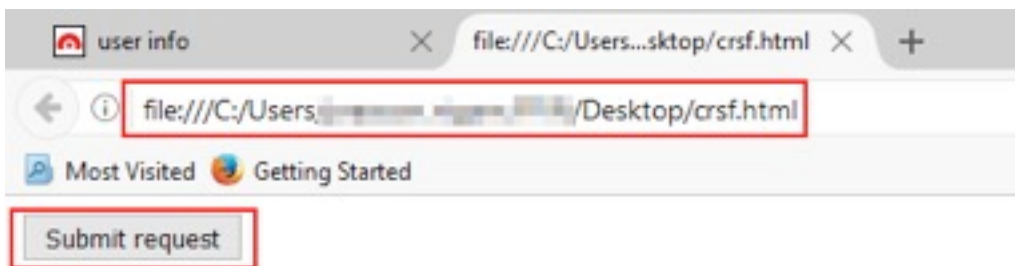 user info file:///C:/Users...sktop/crsf.html
file:///C:/Users/ /Desktop/crsf.html
Most Visited Getting Started
Submit request